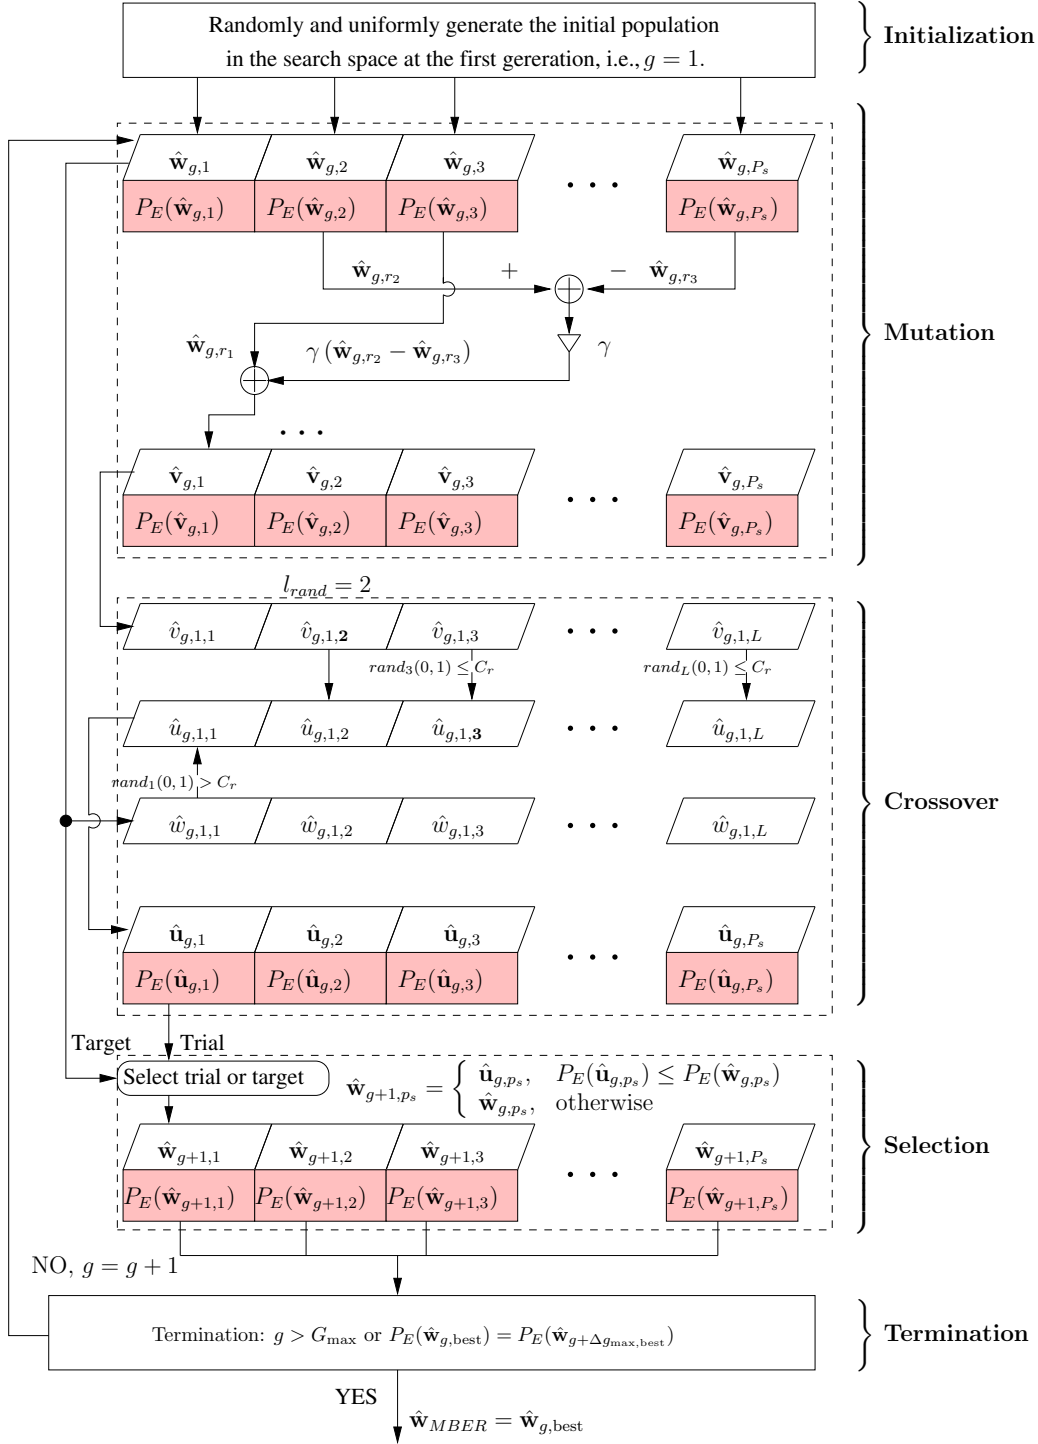 Randomly and uniformly generate the initial population
in the search space at the first gereration, i.e., g = 1.
Initialization
ŵ_{g,1} ŵ_{g,2} ŵ_{g,3} • • • ŵ_{g,P_s}
P_E(ŵ_{g,1}) P_E(ŵ_{g,2}) P_E(ŵ_{g,3}) P_E(ŵ_{g,P_s})
ŵ_{g,r_2} + − ŵ_{g,r_3}
ŵ_{g,r_1} γ (ŵ_{g,r_2} − ŵ_{g,r_3}) γ
Mutation
• • •
v̂_{g,1} v̂_{g,2} v̂_{g,3} • • • v̂_{g,P_s}
P_E(v̂_{g,1}) P_E(v̂_{g,2}) P_E(v̂_{g,3}) P_E(v̂_{g,P_s})
l_{rand} = 2
v̂_{g,1,1} v̂_{g,1,2} v̂_{g,1,3} • • • v̂_{g,1,L}
rand_3(0, 1) ≤ C_r rand_L(0, 1) ≤ C_r
û_{g,1,1} û_{g,1,2} û_{g,1,3} • • • û_{g,1,L}
rand_1(0, 1) > C_r
Crossover
ŵ_{g,1,1} ŵ_{g,1,2} ŵ_{g,1,3} • • • ŵ_{g,1,L}
û_{g,1} û_{g,2} û_{g,3} • • • û_{g,P_s}
P_E(û_{g,1}) P_E(û_{g,2}) P_E(û_{g,3}) P_E(û_{g,P_s})
Target Trial
Select trial or target
ŵ_{g+1,p_s} = { û_{g,p_s}, P_E(û_{g,p_s}) ≤ P_E(ŵ_{g,p_s})
ŵ_{g,p_s}, otherwise
Selection
ŵ_{g+1,1} ŵ_{g+1,2} ŵ_{g+1,3} • • • ŵ_{g+1,P_s}
P_E(ŵ_{g+1,1}) P_E(ŵ_{g+1,2}) P_E(ŵ_{g+1,3}) P_E(ŵ_{g+1,P_s})
NO, g = g + 1
Termination: g > G_{max} or P_E(ŵ_{g,best}) = P_E(ŵ_{g+Δg_{max,best}})
Termination
YES
ŵ_{MBER} = ŵ_{g,best}